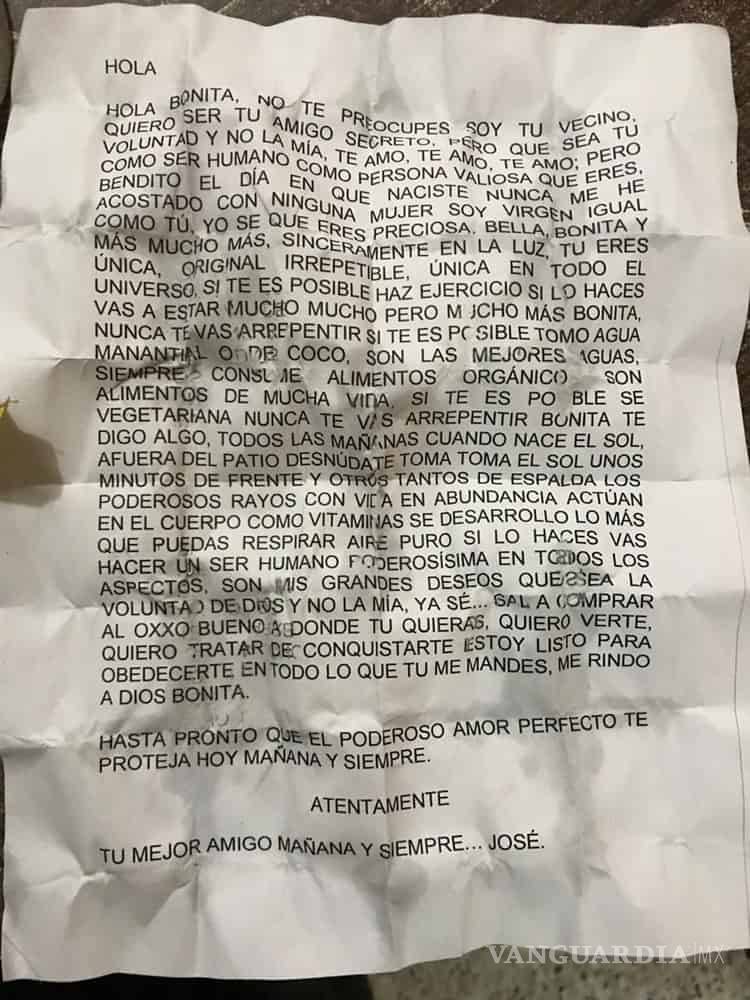 HOLA
HOLA BONITA, NO TE PREOCUPES SOY TU VECINO,
QUIERO SER TU AMIGO SECRETO, PERO QUE SEA TU
VOLUNTAD Y NO LA MÍA, TE AMO, TE AMO, TE AMO; PERO
COMO SER HUMANO COMO PERSONA VALIOSA QUE ERES,
BENDITO EL DÍA EN QUE NACISTE NUNCA ME HE
ACOSTADO CON NINGUNA MUJER SOY VIRGEN IGUAL
COMO TÚ, YO SE QUE ERES PRECIOSA, BELLA, BONITA Y
MÁS MUCHO MÁS, SINCERAMENTE EN LA LUZ, TU ERES
ÚNICA, ORIGINAL IRREPETIBLE, ÚNICA EN TODO EL
UNIVERSO, SI TE ES POSIBLE HAZ EJERCICIO SI LO HACES
VAS A ESTAR MUCHO MUCHO PERO MUCHO MÁS BONITA,
NUNCA TE VAS ARREPENTIR SI TE ES POSIBLE TOMO AGUA
MANANTIAL O DE COCO, SON LAS MEJORES AGUAS,
SIEMPRE CONSUME ALIMENTOS ORGÁNICO SON
ALIMENTOS DE MUCHA VIDA, SI TE ES POSIBLE SE
VEGETARIANA NUNCA TE VAS ARREPENTIR BONITA TE
DIGO ALGO, TODOS LAS MAÑANAS CUANDO NACE EL SOL,
AFUERA DEL PATIO DESNÚDATE TOMA TOMA EL SOL UNOS
MINUTOS DE FRENTE Y OTROS TANTOS DE ESPALDA LOS
PODEROSOS RAYOS CON VIDA EN ABUNDANCIA ACTÚAN
EN EL CUERPO COMO VITAMINAS SE DESARROLLO LO MÁS
QUE PUEDAS RESPIRAR AIRE PURO SI LO HACES VAS
HACER UN SER HUMANO PODEROSÍSIMA EN TODOS LOS
ASPECTOS, SON MIS GRANDES DESEOS QUE SEA LA
VOLUNTAD DE DIOS Y NO LA MÍA, YA SÉ... SAL A COMPRAR
AL OXXO BUENO A DONDE TU QUIERAS, QUIERO VERTE,
QUIERO TRATAR DE CONQUISTARTE ESTOY LISTO PARA
OBEDECERTE EN TODO LO QUE TU ME MANDES, ME RINDO
A DIOS BONITA.
HASTA PRONTO QUE EL PODEROSO AMOR PERFECTO TE
PROTEJA HOY MAÑANA Y SIEMPRE.
ATENTAMENTE
TU MEJOR AMIGO MAÑANA Y SIEMPRE... JOSÉ.
VANGUARDIA|MX